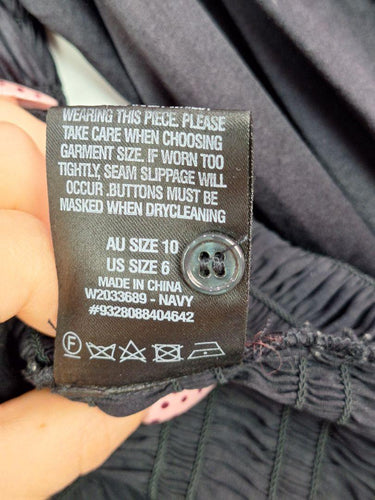 WEARING THIS PIECE. PLEASE
TAKE CARE WHEN CHOOSING
GARMENT SIZE. IF WORN TOO
TIGHTLY, SEAM SLIPPAGE WILL
OCCUR .BUTTONS MUST BE
MASKED WHEN DRYCLEANING
AU SIZE 10
US SIZE 6
MADE IN CHINA
W2033689 - NAVY
#9328088404642
F